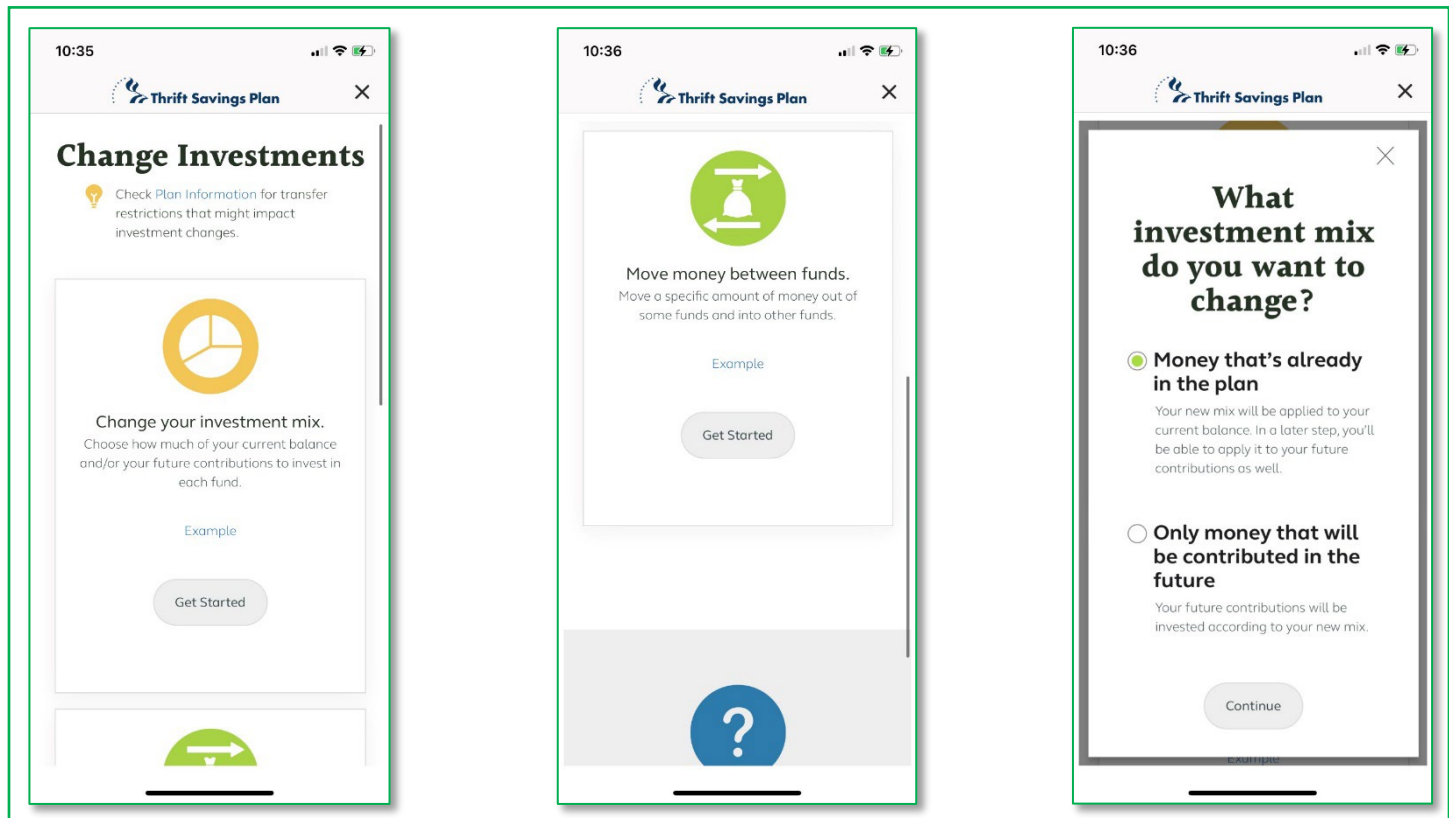 10:35
Thrift Savings Plan
Change Investments
Check Plan Information for transfer
restrictions that might impact
investment changes.
Change your investment mix.
Choose how much of your current balance
and/or your future contributions to invest in
each fund.
Example
Get Started
10:36
Thrift Savings Plan
Move money between funds.
Move a specific amount of money out of
some funds and into other funds.
Example
Get Started
?
10:36
Thrift Savings Plan
What
investment mix
do you want to
change?
Money that's already
in the plan
Your new mix will be applied to your
current balance. In a later step, you'll
be able to apply it to your future
contributions as well.
Only money that will
be contributed in the
future
Your future contributions will be
invested according to your new mix.
Continue
Example